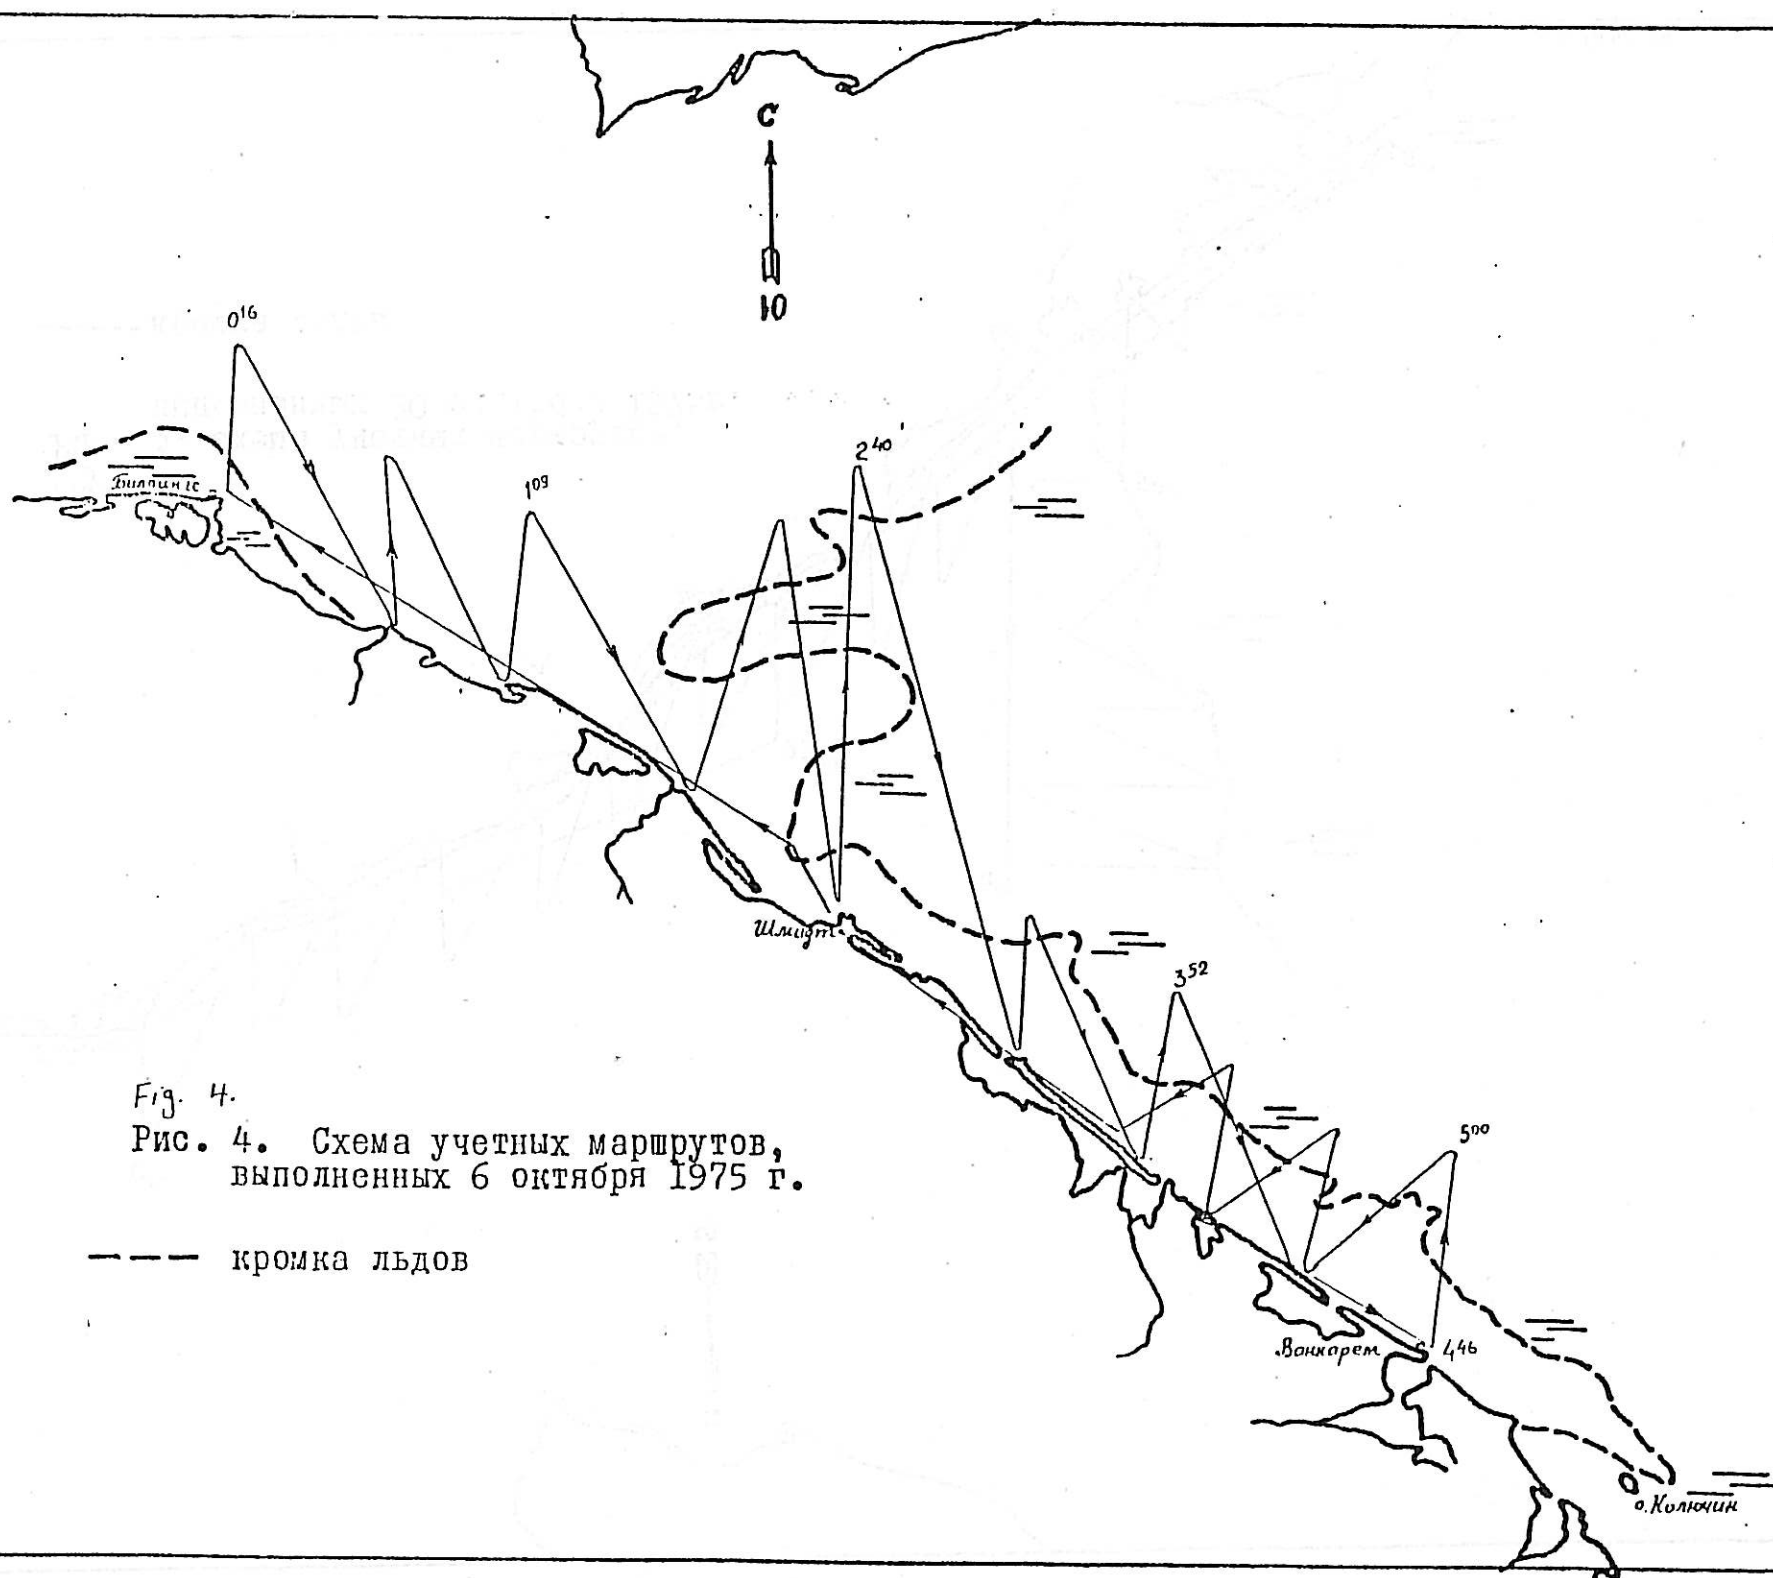 С
Ю
0¹⁶
Биллингс
1⁰⁹
2⁴⁰
Шмидт
3⁵²
5⁰⁰
Fig. 4.
Рис. 4. Схема учетных маршрутов,
выполненных 6 октября 1975 г.
--- кромка льдов
Ванкарем
4⁴⁶
о. Колючин